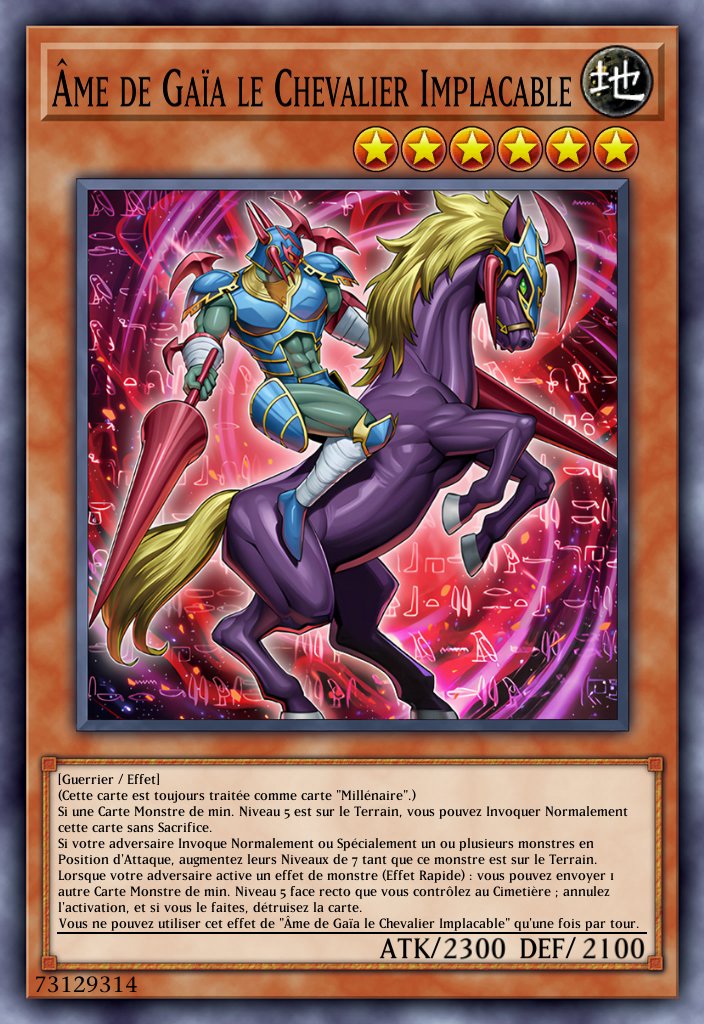 Âme de Gaïa le Chevalier Implacable
地
[Guerrier / Effet]
(Cette carte est toujours traitée comme carte "Millénaire".)
Si une Carte Monstre de min. Niveau 5 est sur le Terrain, vous pouvez Invoquer Normalement
cette carte sans Sacrifice.
Si votre adversaire Invoque Normalement ou Spécialement un ou plusieurs monstres en
Position d'Attaque, augmentez leurs Niveaux de 7 tant que ce monstre est sur le Terrain.
Lorsque votre adversaire active un effet de monstre (Effet Rapide) : vous pouvez envoyer 1
autre Carte Monstre de min. Niveau 5 face recto que vous contrôlez au Cimetière ; annulez
l'activation, et si vous le faites, détruisez la carte.
Vous ne pouvez utiliser cet effet de "Âme de Gaïa le Chevalier Implacable" qu'une fois par tour.
ATK/2300 DEF/2100
73129314